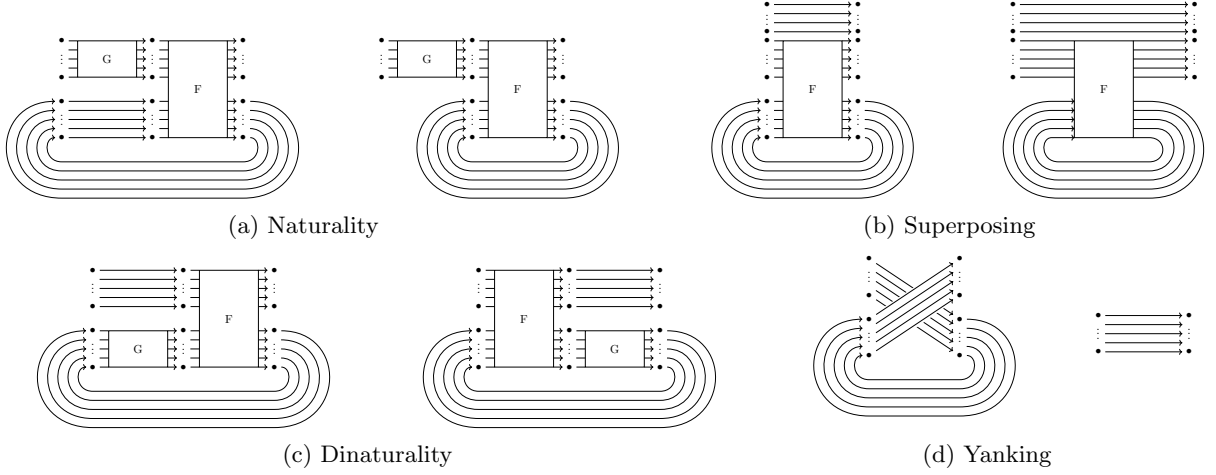 G
F
G
F
F
F
(a) Naturality
(b) Superposing
G
F
F
G
(c) Dinaturality
(d) Yanking